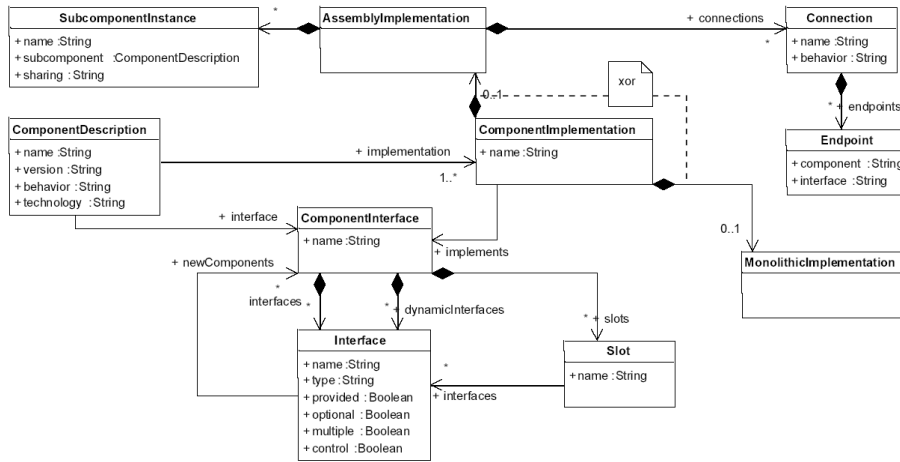 SubcomponentInstance
+ name :String
+ subcomponent :ComponentDescription
+ sharing :String
*
AssemblyImplementation
+ connections
*
Connection
+ name :String
+ behavior :String
xor
0..1
* + endpoints
ComponentDescription
+ name :String
+ version :String
+ behavior :String
+ technology :String
+ implementation
1..*
ComponentImplementation
+ name :String
Endpoint
+ component :String
+ interface :String
+ interface
ComponentInterface
+ name :String
+ implements
0..1
MonolithicImplementation
+ newComponents
*
interfaces *
* + dynamicInterfaces
* + slots
Interface
+ name :String
+ type :String
+ provided :Boolean
+ optional :Boolean
+ multiple :Boolean
+ control :Boolean
*
+ interfaces
Slot
+ name :String